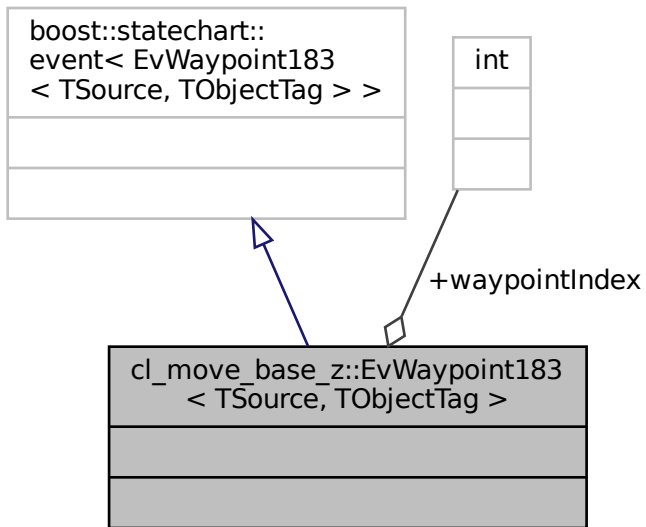 boost::statechart::
event< EvWaypoint183
< TSource, TObjectTag > >
int
+waypointIndex
cl_move_base_z::EvWaypoint183
< TSource, TObjectTag >